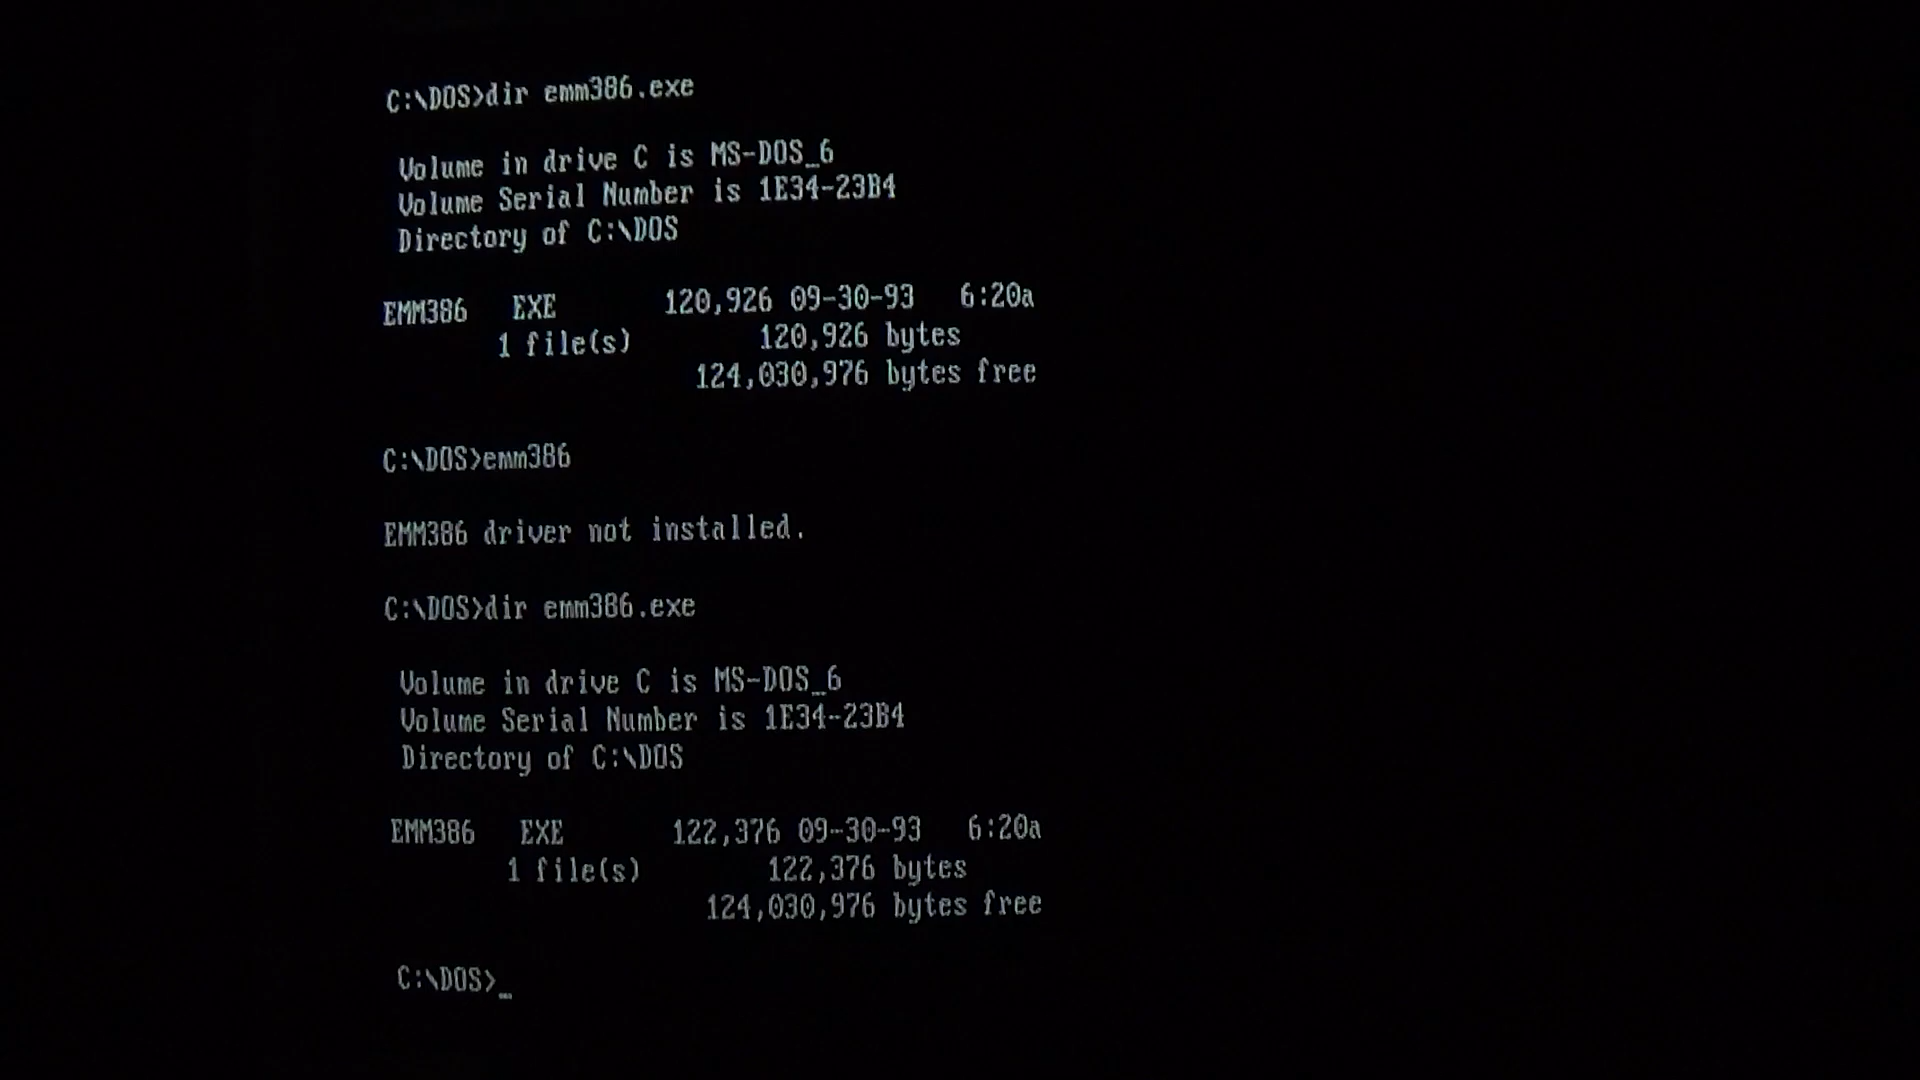 C:\DOS>dir emm386.exe
Volume in drive C is MS-DOS_6
Volume Serial Number is 1E34-23B4
Directory of C:\DOS
EMM386   EXE       120,926 09-30-93   6:20a
1 file(s)        120,926 bytes
124,030,976 bytes free
C:\DOS>emm386
EMM386 driver not installed.
C:\DOS>dir emm386.exe
Volume in drive C is MS-DOS_6
Volume Serial Number is 1E34-23B4
Directory of C:\DOS
EMM386   EXE       122,376 09-30-93   6:20a
1 file(s)        122,376 bytes
124,030,976 bytes free
C:\DOS>_